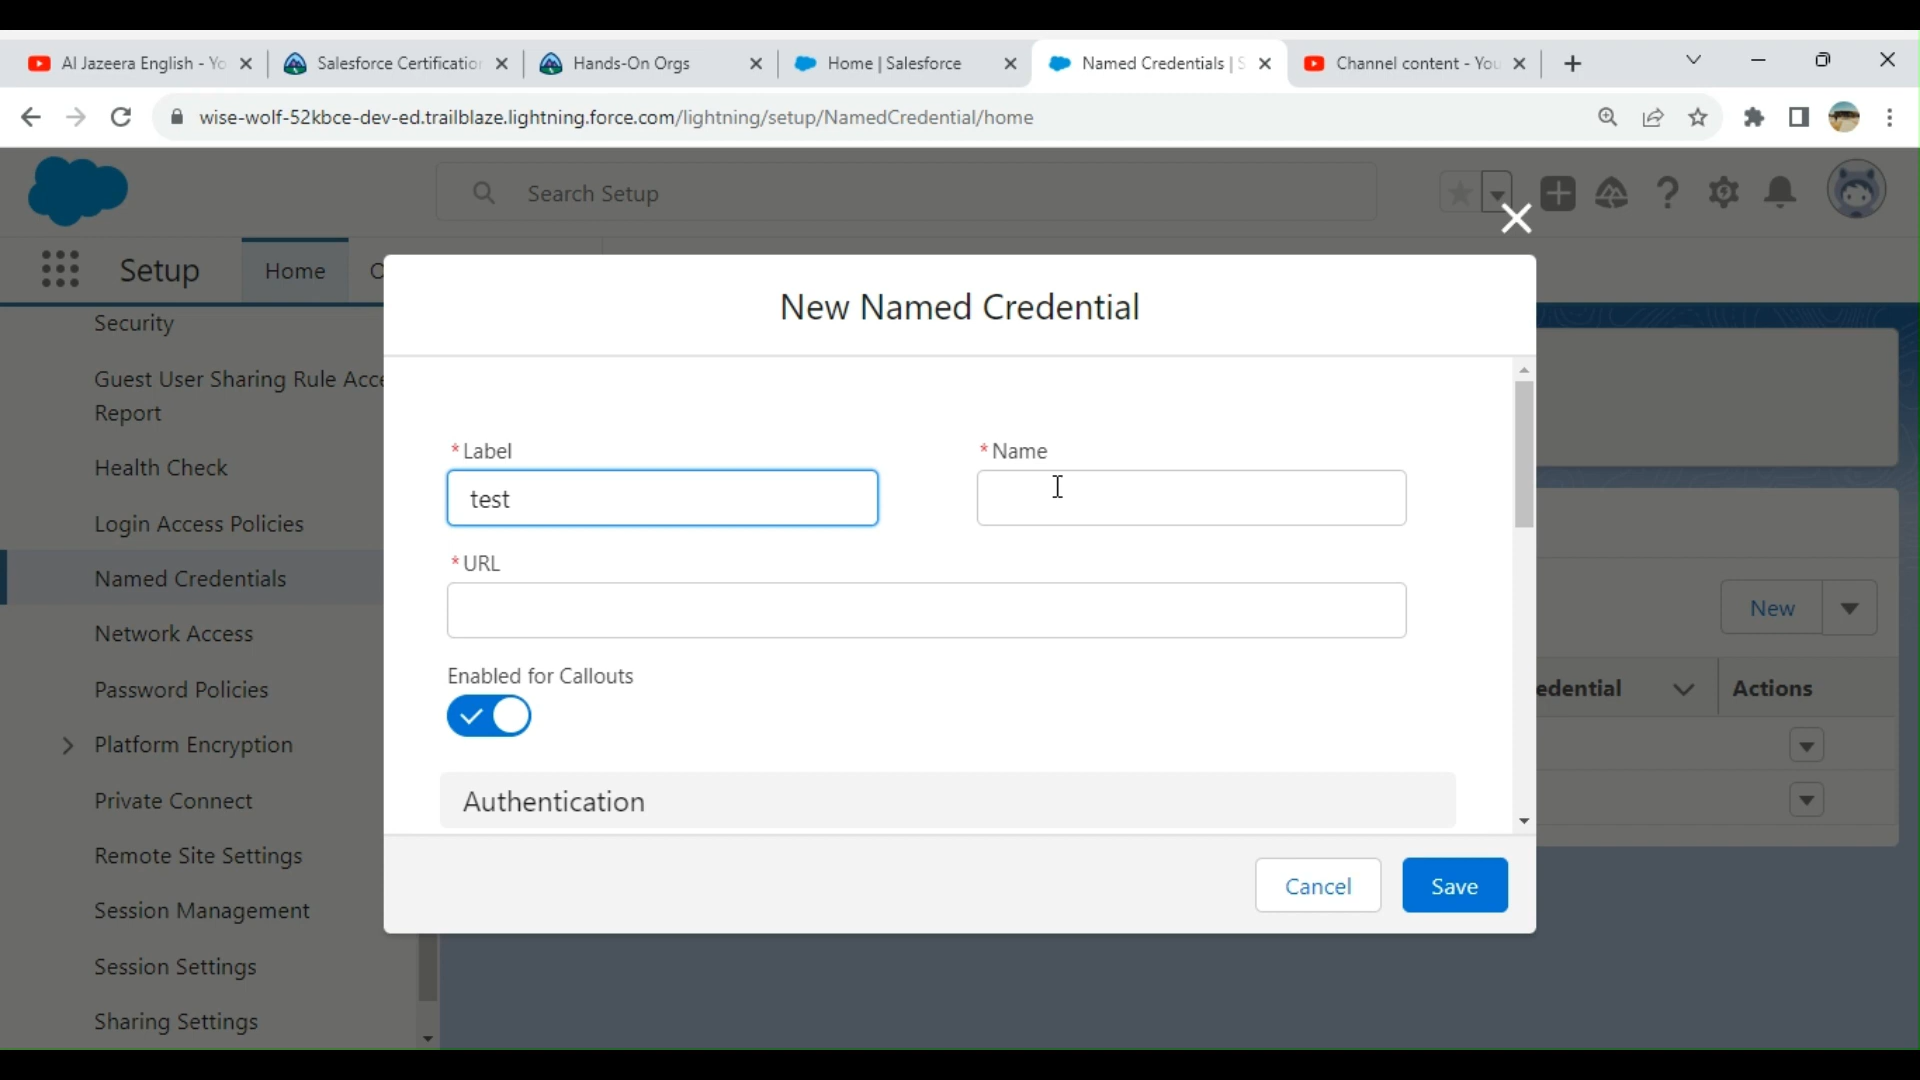 Al Jazeera English - Yo
Salesforce Certification
Hands-On Orgs
Home | Salesforce
Named Credentials | S
Channel content - You
wise-wolf-52kbce-dev-ed.trailblaze.lightning.force.com/lightning/setup/NamedCredential/home
Search Setup
Setup
Home
New Named Credential
Security
Guest User Sharing Rule Acce
Report
Health Check
Login Access Policies
Named Credentials
Network Access
Password Policies
Platform Encryption
Private Connect
Remote Site Settings
Session Management
Session Settings
Sharing Settings
* Label
* Name
test
* URL
Enabled for Callouts
Authentication
Cancel
Save
New
edential
Actions